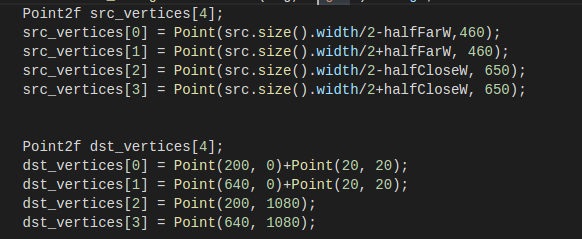 Point2f src_vertices[4];
src_vertices[0] = Point(src.size().width/2-halfFarW,460);
src_vertices[1] = Point(src.size().width/2+halfFarW, 460);
src_vertices[2] = Point(src.size().width/2-halfCloseW, 650);
src_vertices[3] = Point(src.size().width/2+halfCloseW, 650);
Point2f dst_vertices[4];
dst_vertices[0] = Point(200, 0)+Point(20, 20);
dst_vertices[1] = Point(640, 0)+Point(20, 20);
dst_vertices[2] = Point(200, 1080);
dst_vertices[3] = Point(640, 1080);